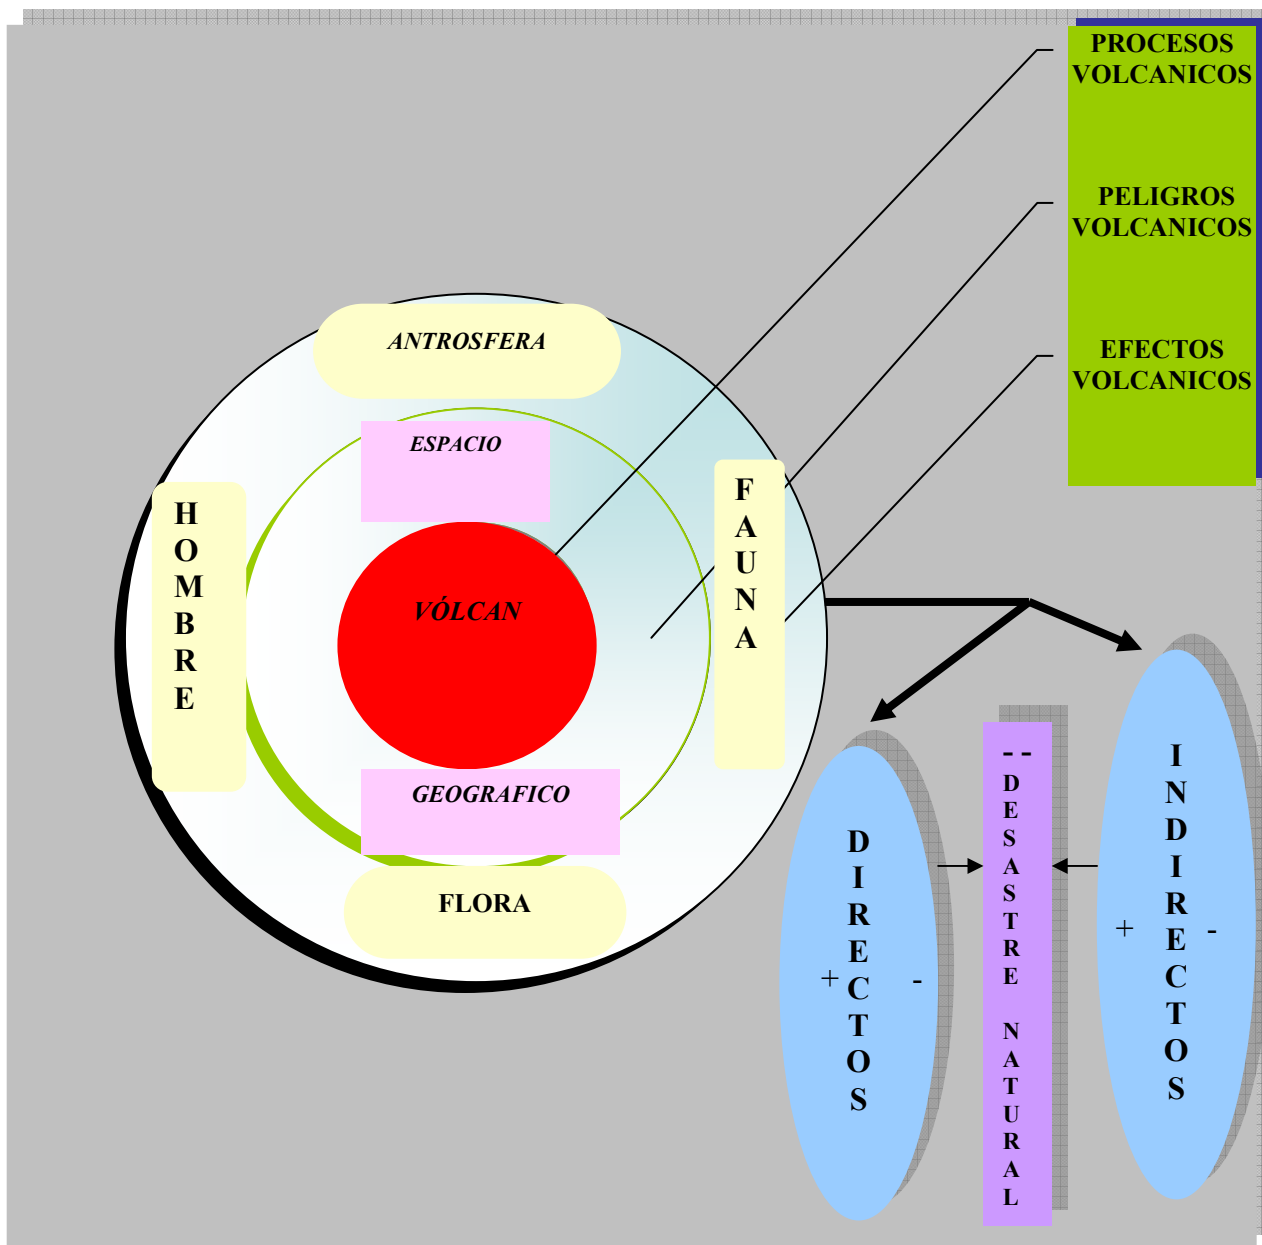 PROCESOS
VOLCANICOS
PELIGROS
VOLCANICOS
EFECTOS
VOLCANICOS
ANTROSFERA
ESPACIO
HOMBRE
FAUNA
VÓLCAN
GEOGRAFICO
FLORA
DIRECTOS
+ -
-- DESASTRE NATURAL
INDIRECTOS
+ -